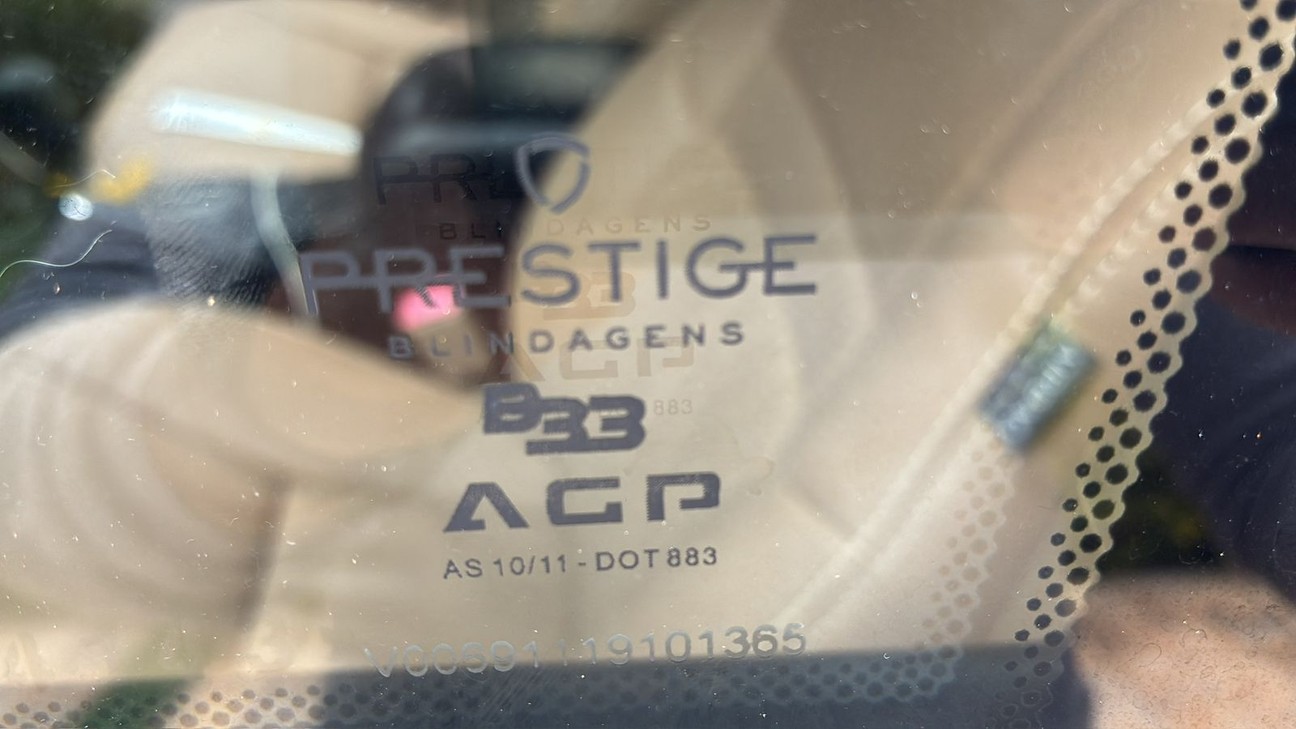 PRESTIGE
BLINDAGENS
B33
AGP
AS 10/11 - DOT 883